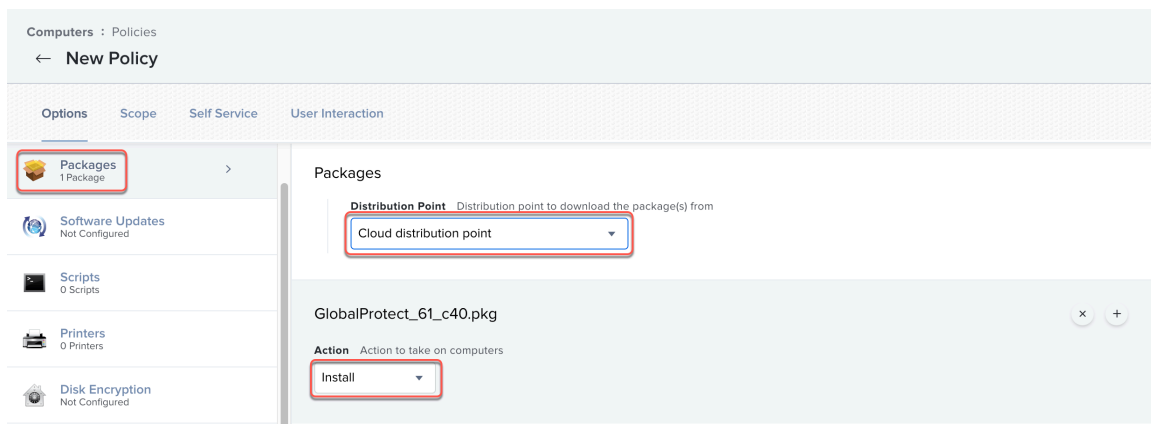 Computers : Policies
← New Policy
Options Scope Self Service User Interaction
Packages
1 Package
Software Updates
Not Configured
Scripts
0 Scripts
Printers
0 Printers
Disk Encryption
Not Configured
Packages
Distribution Point Distribution point to download the package(s) from
Cloud distribution point
GlobalProtect_61_c40.pkg
Action Action to take on computers
Install